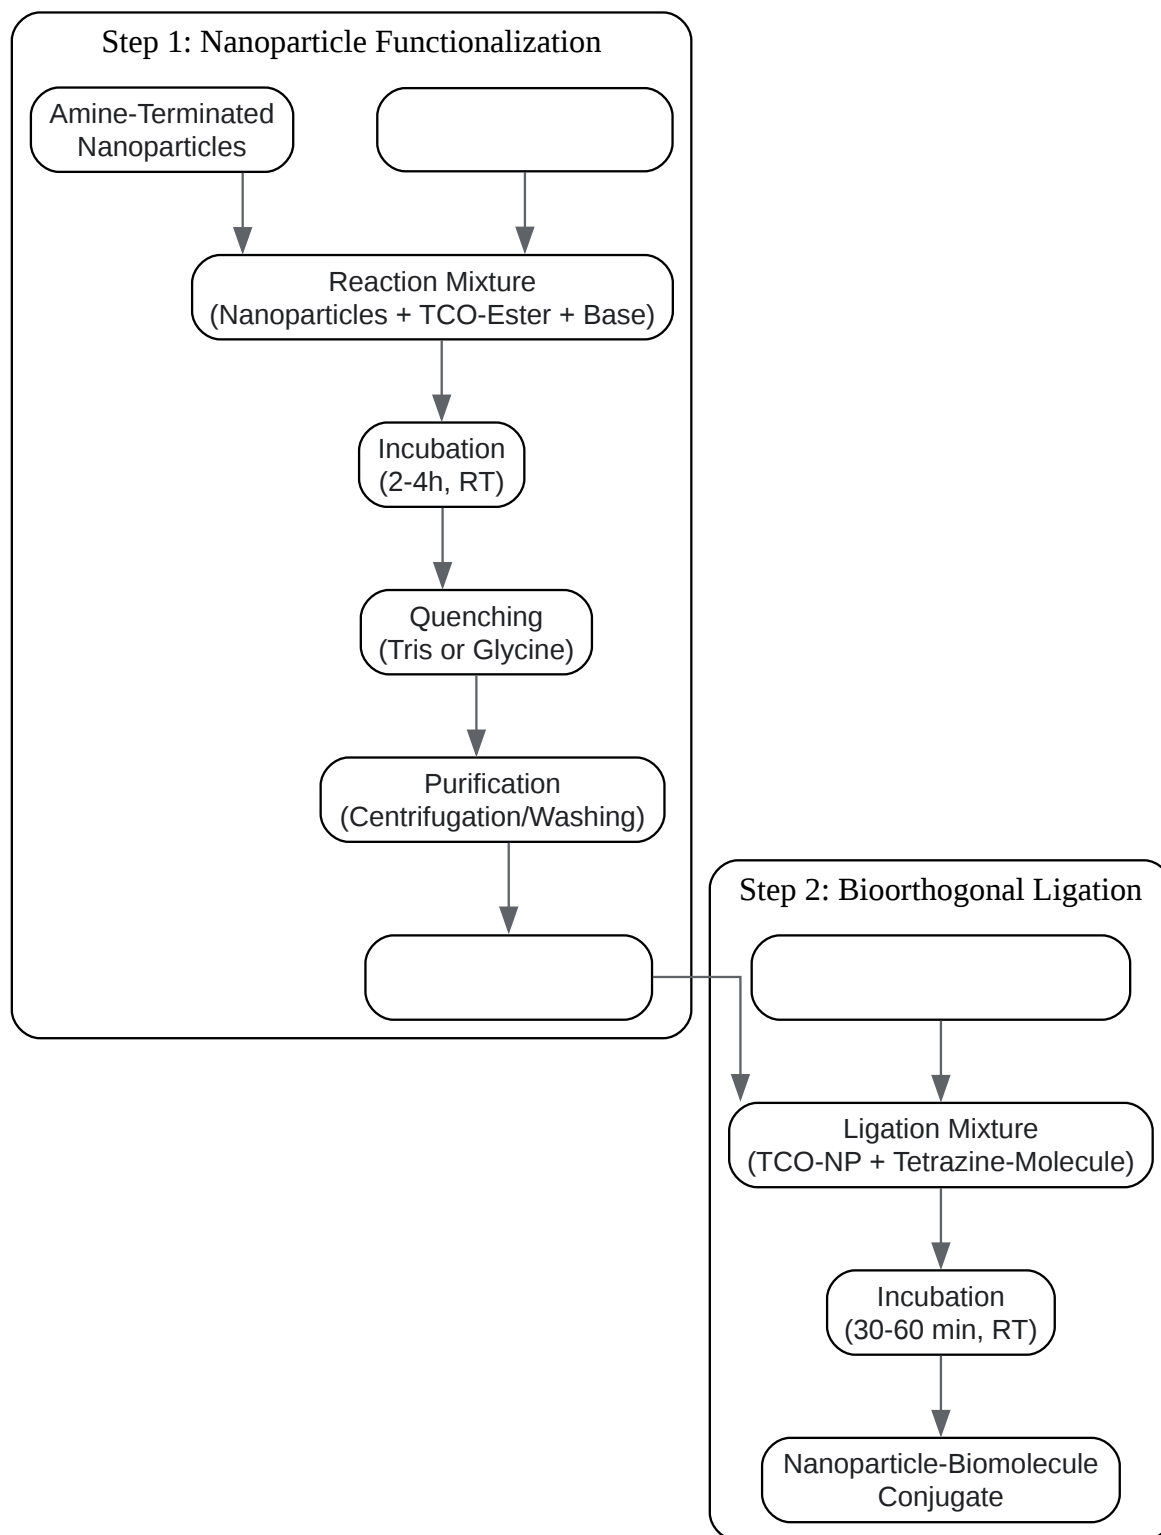 Step 1: Nanoparticle Functionalization
Amine-Terminated
Nanoparticles
Reaction Mixture
(Nanoparticles + TCO-Ester + Base)
Incubation
(2-4h, RT)
Quenching
(Tris or Glycine)
Purification
(Centrifugation/Washing)
Step 2: Bioorthogonal Ligation
Ligation Mixture
(TCO-NP + Tetrazine-Molecule)
Incubation
(30-60 min, RT)
Nanoparticle-Biomolecule
Conjugate